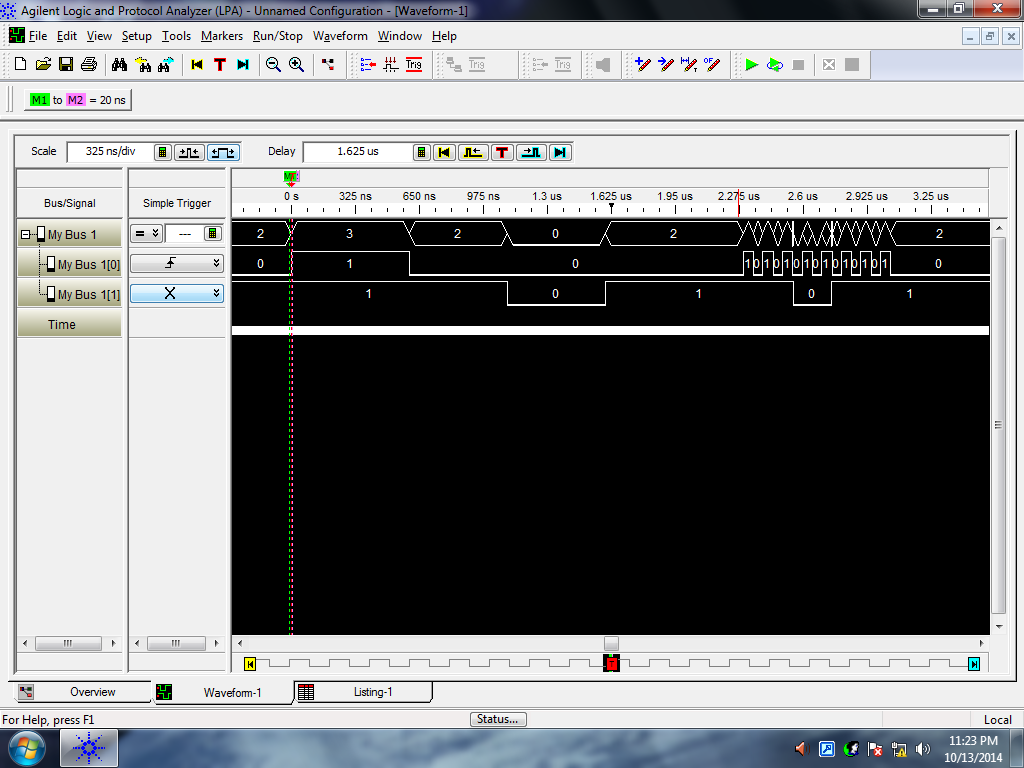 Agilent Logic and Protocol Analyzer (LPA) - Unnamed Configuration - [Waveform-1]
File Edit View Setup Tools Markers Run/Stop Waveform Window Help
T Trig Trig Trig
M1 to M2 = 20 ns
Scale 325 ns/div Delay 1.625 us T
Bus/Signal Simple Trigger 0 s 325 ns 650 ns 975 ns 1.3 us 1.625 us 1.95 us 2.275 us 2.6 us 2.925 us 3.25 us
My Bus 1 = --- 2 3 2 0 2 2
My Bus 1[0] 0 1 0 1 0 1 0 1 0 1 0 1 0 1 0 1 0 1 0
My Bus 1[1] X 1 0 1 0 1
Time
T
Overview Waveform-1 Listing-1
For Help, press F1 Status... Local
11:23 PM
10/13/2014